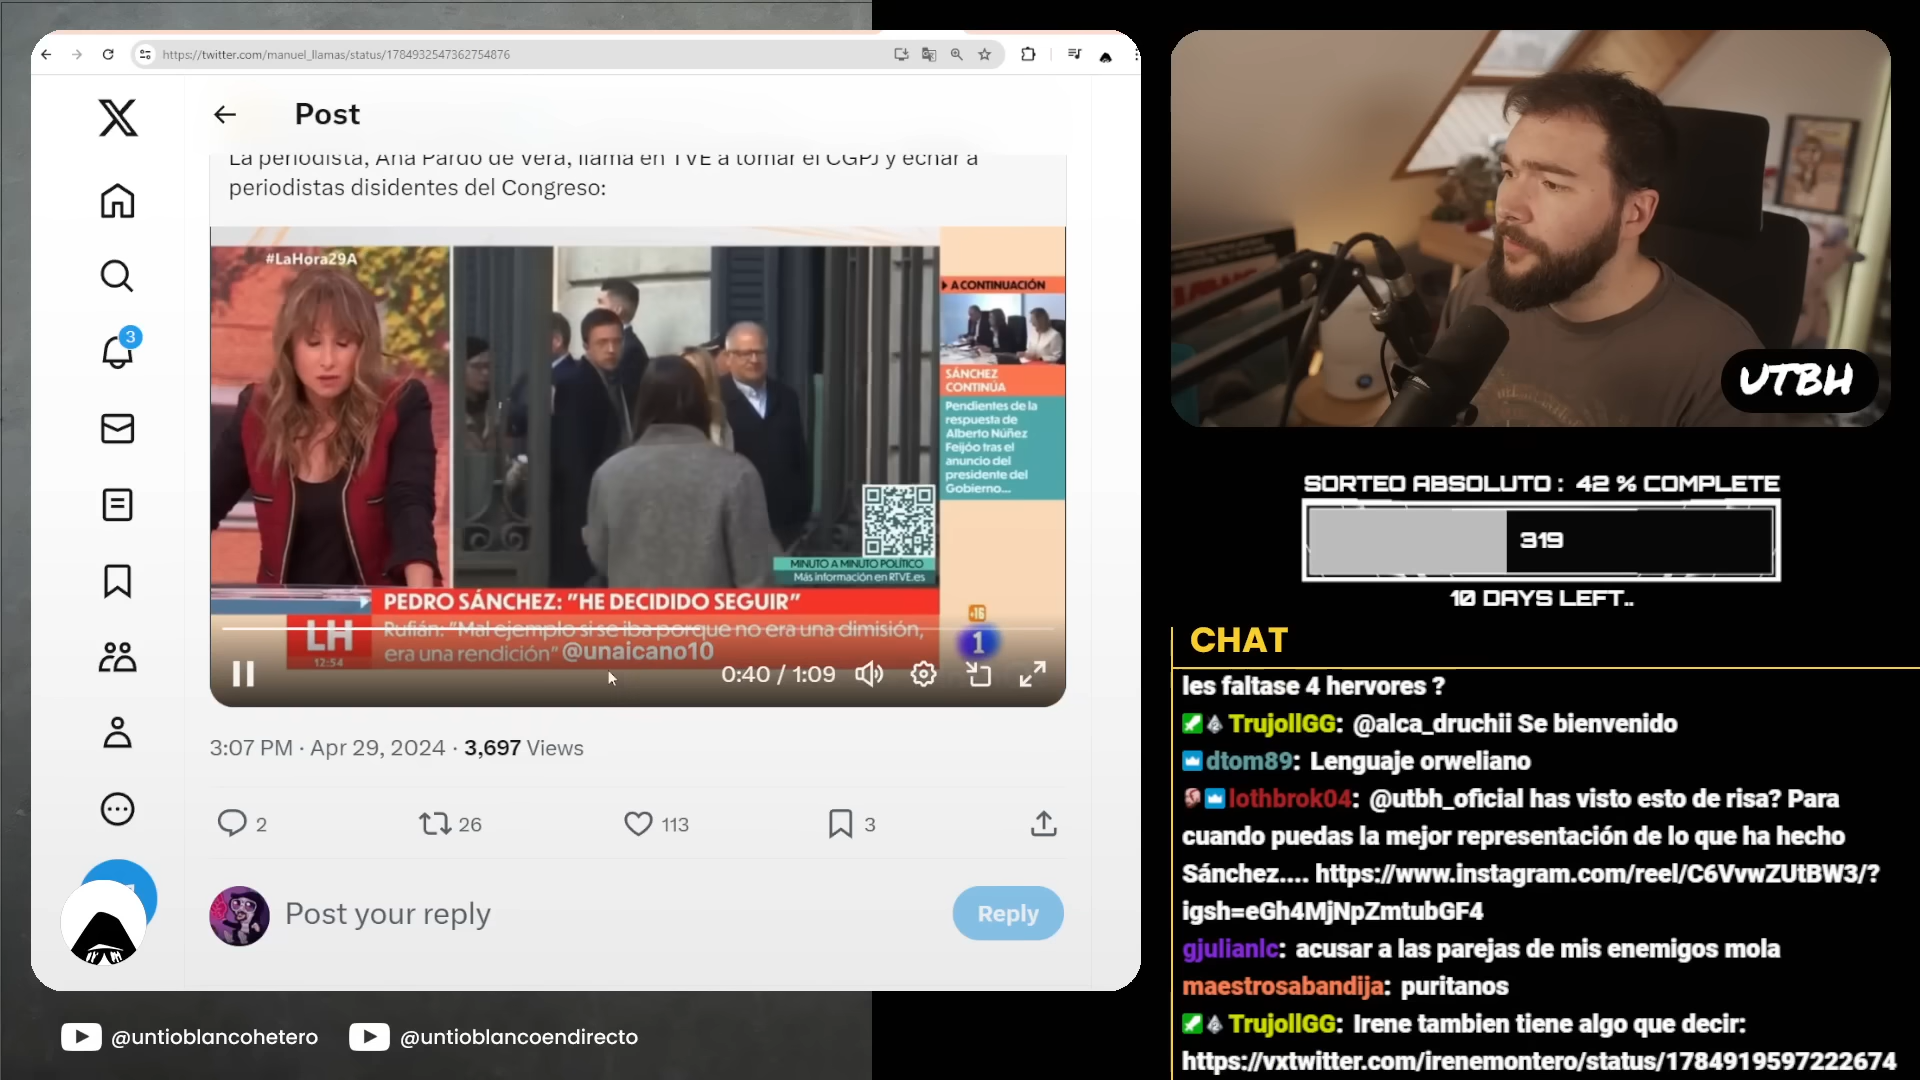 https://twitter.com/manuel_llamas/status/1784932547362754876
Post
La periodista, Ana Pardo de Vera, llama en TVE a tomar el CGPJ y echar a
periodistas disidentes del Congreso:
#LaHora29A
A CONTINUACIÓN
SÁNCHEZ
CONTINÚA
Pendientes de la
respuesta de
Alberto Núñez
Feijóo tras el
anuncio del
presidente del
Gobierno...
MINUTO A MINUTO POLÍTICO
Más información en RTVE.es
PEDRO SÁNCHEZ: "HE DECIDIDO SEGUIR"
LH
12:54
Rufián: "Mal ejemplo si se iba porque no era una dimisión,
era una rendición" @unaicano10
+16
1
0:40 / 1:09
3
3:07 PM · Apr 29, 2024 · 3,697 Views
2
26
113
3
Post your reply
Reply
@untioblancohetero
@untioblancoendirecto
UTBH
SORTEO ABSOLUTO : 42 % COMPLETE
319
10 DAYS LEFT..
CHAT
les faltase 4 hervores ?
TrujollGG: @alca_druchii Se bienvenido
dtom89: Lenguaje orweliano
lothbrok04: @utbh_oficial has visto esto de risa? Para
cuando puedas la mejor representación de lo que ha hecho
Sánchez.... https://www.instagram.com/reel/C6VvwZUtBW3/?
igsh=eGh4MjNpZmtubGF4
gjulianlc: acusar a las parejas de mis enemigos mola
maestrosabandija: puritanos
TrujollGG: Irene tambien tiene algo que decir:
https://vxtwitter.com/irenemontero/status/1784919597222674